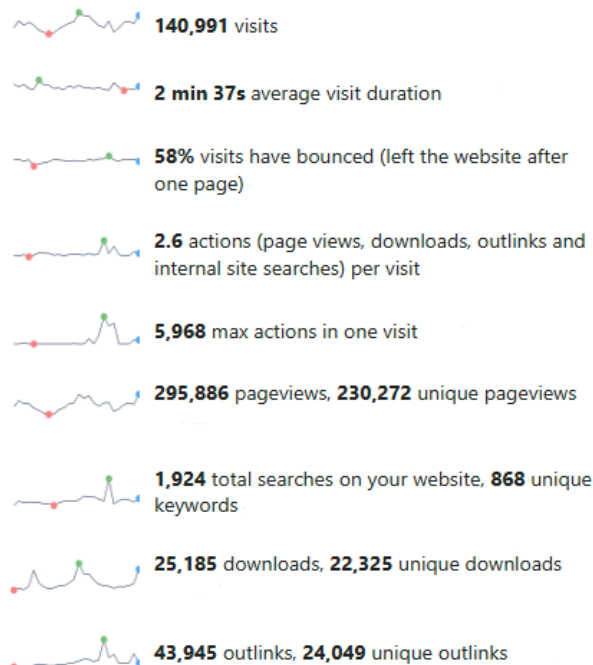 140,991 visits
2 min 37s average visit duration
58% visits have bounced (left the website after
one page)
2.6 actions (page views, downloads, outlinks and
internal site searches) per visit
5,968 max actions in one visit
295,886 pageviews, 230,272 unique pageviews
1,924 total searches on your website, 868 unique
keywords
25,185 downloads, 22,325 unique downloads
43,945 outlinks, 24,049 unique outlinks